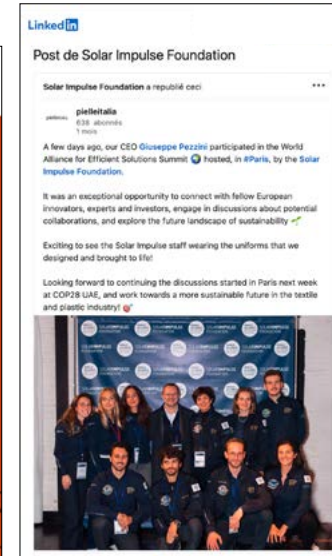 Linkedin
Post de Solar Impulse Foundation
Solar Impulse Foundation a republié ceci
pielleitalia
638 abonnés
1 mois
A few days ago, our CEO Giuseppe Pezzini participated in the World
Alliance for Efficient Solutions Summit 🌍 hosted, in #Paris, by the Solar
Impulse Foundation.
It was an exceptional opportunity to connect with fellow European
innovators, experts and investors, engage in discussions about potential
collaborations, and explore the future landscape of sustainability 🌱
Exciting to see the Solar Impulse staff wearing the uniforms that we
designed and brought to life!
Looking forward to continuing the discussions started in Paris next week
at COP28 UAE, and work towards a more sustainable future in the textile
and plastic industry! 🎯
SOLARIMPULSE
FOUNDATION